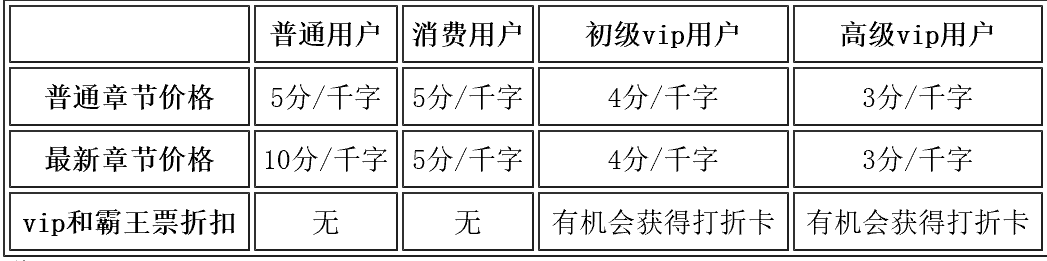 普通用户 消费用户 初级vip用户 高级vip用户
普通章节价格 5分/千字 5分/千字 4分/千字 3分/千字
最新章节价格 10分/千字 5分/千字 4分/千字 3分/千字
vip和霸王票折扣 无 无 有机会获得打折卡 有机会获得打折卡